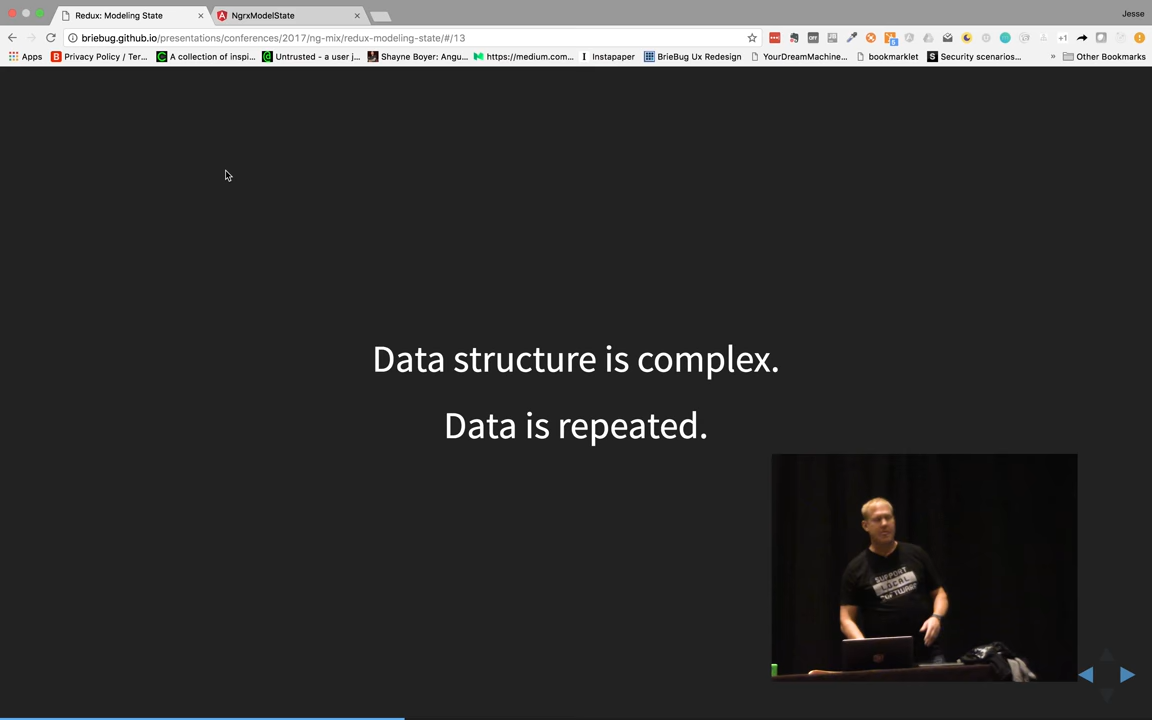 Redux: Modeling State
NgrxModelState
Jesse
briebug.github.io/presentations/conferences/2017/ng-mix/redux-modeling-state/#/13
+1
Apps
Privacy Policy / Ter...
A collection of inspi...
Untrusted - a user j...
Shayne Boyer: Angu...
https://medium.com...
Instapaper
BrieBug Ux Redesign
YourDreamMachine...
bookmarklet
Security scenarios...
»
Other Bookmarks
Data structure is complex.
Data is repeated.
SUPPORT
LOCAL
SOFTWARE